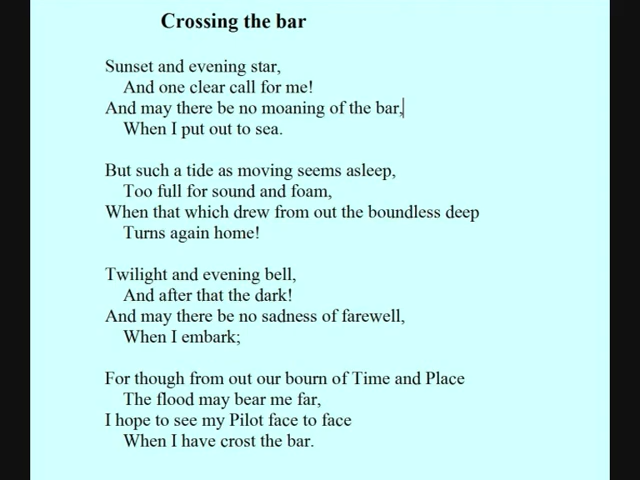 Crossing the bar
Sunset and evening star,
And one clear call for me!
And may there be no moaning of the bar,
When I put out to sea.
But such a tide as moving seems asleep,
Too full for sound and foam,
When that which drew from out the boundless deep
Turns again home!
Twilight and evening bell,
And after that the dark!
And may there be no sadness of farewell,
When I embark;
For though from out our bourn of Time and Place
The flood may bear me far,
I hope to see my Pilot face to face
When I have crost the bar.